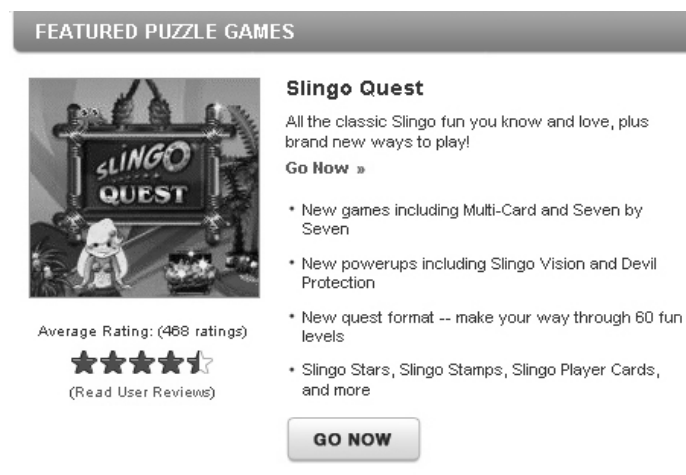 FEATURED PUZZLE GAMES
SLINGO
QUEST
Average Rating: (468 ratings)
(Read User Reviews)
Slingo Quest
All the classic Slingo fun you know and love, plus
brand new ways to play!
Go Now »
• New games including Multi-Card and Seven by
Seven
• New powerups including Slingo Vision and Devil
Protection
• New quest format -- make your way through 60 fun
levels
• Slingo Stars, Slingo Stamps, Slingo Player Cards,
and more
GO NOW